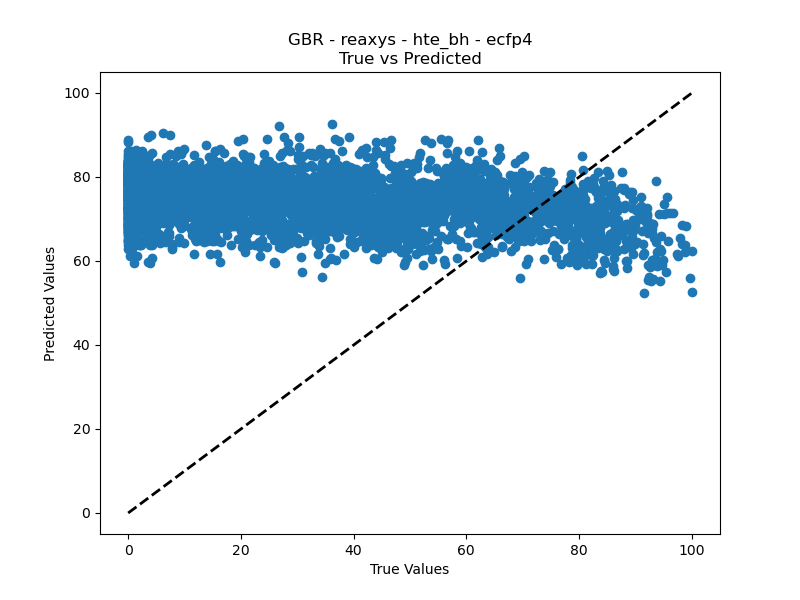 GBR - reaxys - hte_bh - ecfp4
True vs Predicted
100
80
60
40
20
0
Predicted Values
0 20 40 60 80 100
True Values